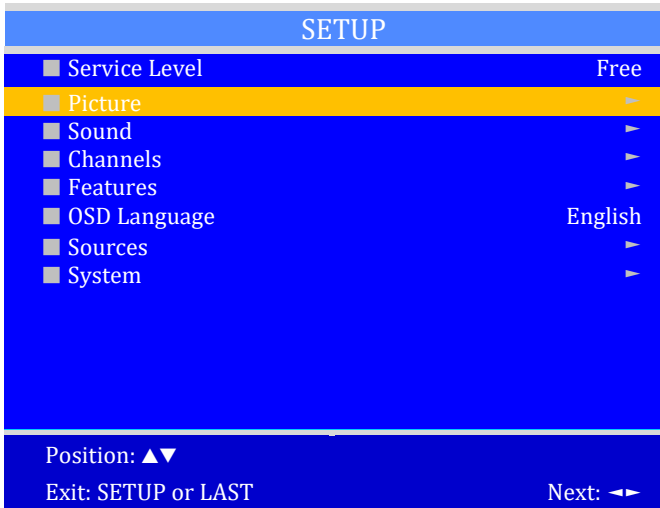 SETUP
Service Level Free
Picture ►
Sound ►
Channels ►
Features ►
OSD Language English
Sources ►
System ►
Position: ▲▼
Exit: SETUP or LAST Next: ◄►